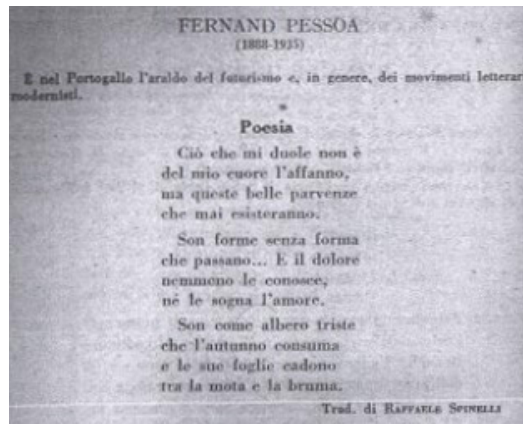 FERNAND PESSOA
(1888-1935)
È nel Portogallo l'araldo del futurismo e, in genere, dei movimenti letterar
modernisti.
*
Poesia
Ciò che mi duole non è
del mio cuore l'affanno,
ma queste belle parvenze
che mai esisteranno.
Son forme senza forma
che passano... E il dolore
nemmeno le conosce,
nè le sogna l'amore.
Son come albero triste
che l'autunno consuma
e le sue foglie cadono
tra la mota e la bruma.
Trad. di RAFFAELE SPINELLI